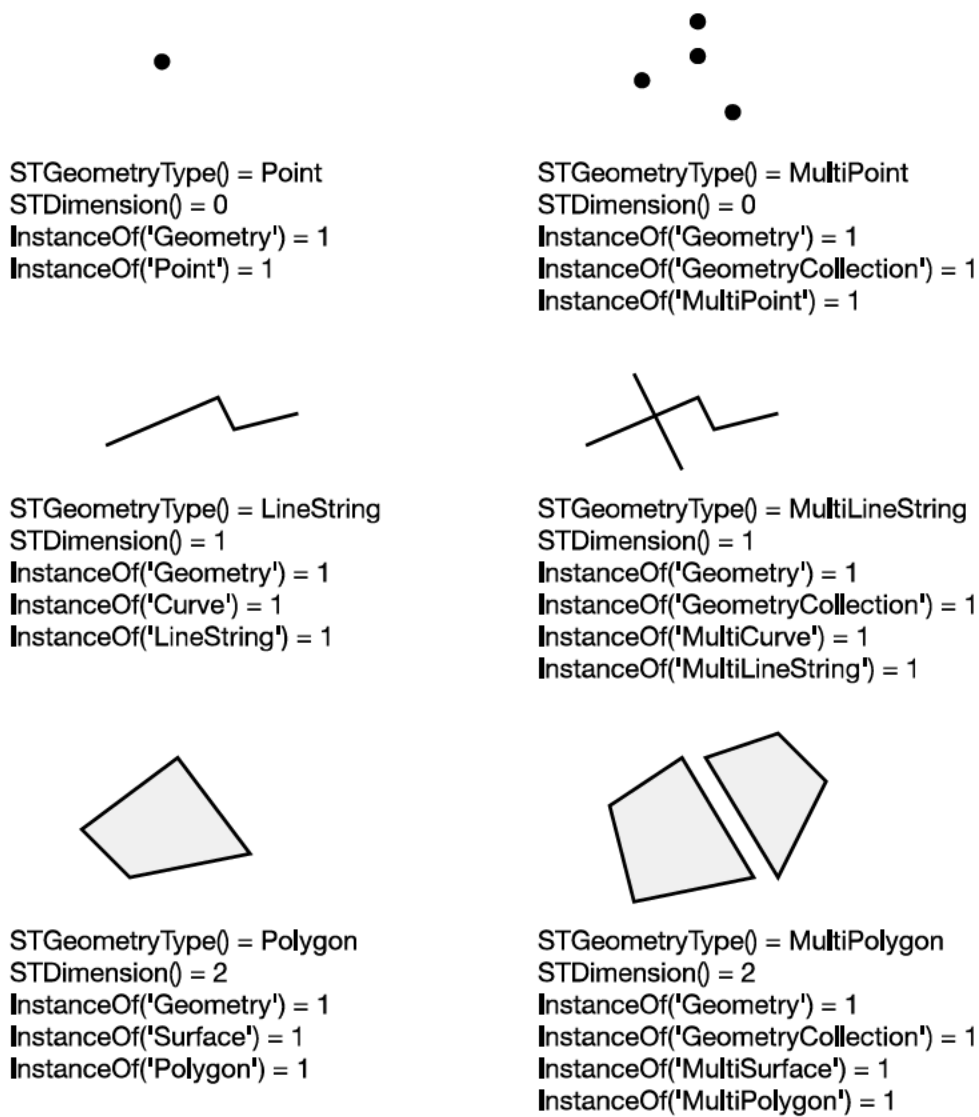 STGeometryType() = Point
STDimension() = 0
InstanceOf('Geometry') = 1
InstanceOf('Point') = 1
STGeometryType() = MultiPoint
STDimension() = 0
InstanceOf('Geometry') = 1
InstanceOf('GeometryCollection') = 1
InstanceOf('MultiPoint') = 1
STGeometryType() = LineString
STDimension() = 1
InstanceOf('Geometry') = 1
InstanceOf('Curve') = 1
InstanceOf('LineString') = 1
STGeometryType() = MultiLineString
STDimension() = 1
InstanceOf('Geometry') = 1
InstanceOf('GeometryCollection') = 1
InstanceOf('MultiCurve') = 1
InstanceOf('MultiLineString') = 1
STGeometryType() = Polygon
STDimension() = 2
InstanceOf('Geometry') = 1
InstanceOf('Surface') = 1
InstanceOf('Polygon') = 1
STGeometryType() = MultiPolygon
STDimension() = 2
InstanceOf('Geometry') = 1
InstanceOf('GeometryCollection') = 1
InstanceOf('MultiSurface') = 1
InstanceOf('MultiPolygon') = 1